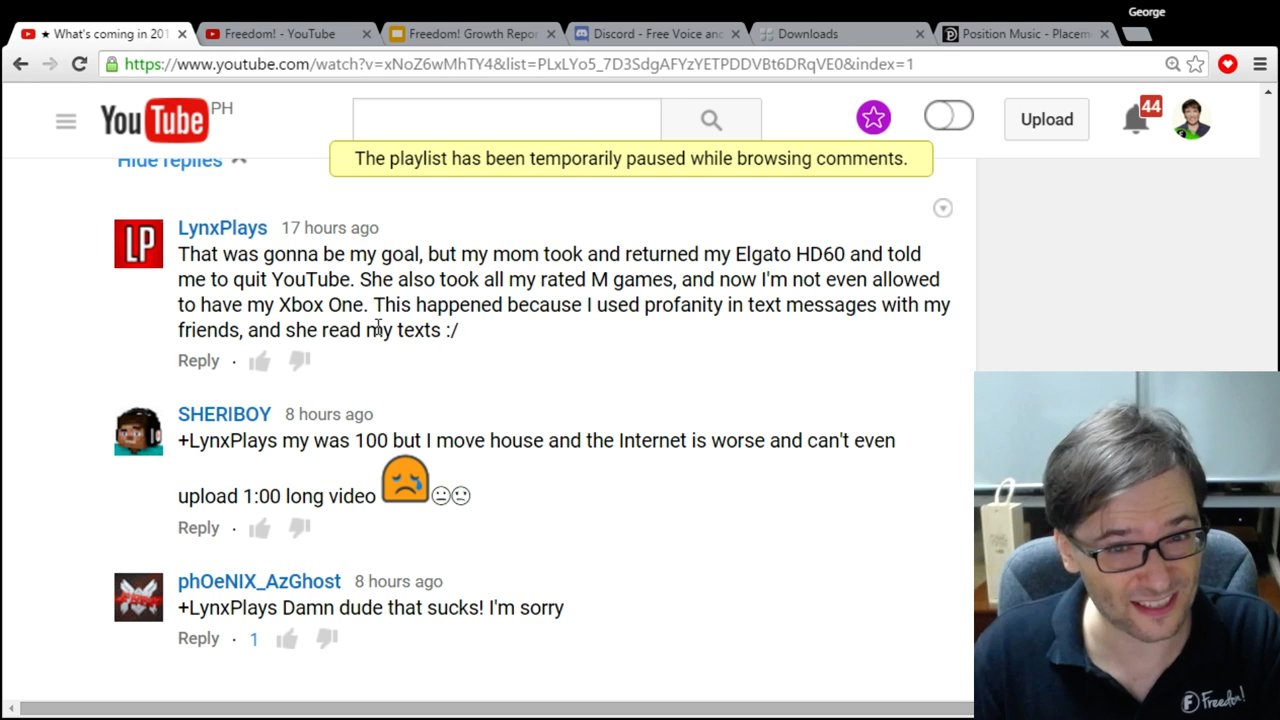 George
★ What's coming in 201
Freedom! - YouTube
Freedom! Growth Repor
Discord - Free Voice and
Downloads
Position Music - Placem
https://www.youtube.com/watch?v=xNoZ6wMhTY4&list=PLxLYo5_7D3SdgAFYzYETPDDVBt6DRqVE0&index=1
YouTube PH
Upload
44
The playlist has been temporarily paused while browsing comments.
Hide replies
LP
LynxPlays 17 hours ago
That was gonna be my goal, but my mom took and returned my Elgato HD60 and told
me to quit YouTube. She also took all my rated M games, and now I'm not even allowed
to have my Xbox One. This happened because I used profanity in text messages with my
friends, and she read my texts :/
Reply
SHERIBOY 8 hours ago
+LynxPlays my was 100 but I move house and the Internet is worse and can't even
upload 1:00 long video
Reply
phOeNIX_AzGhost 8 hours ago
+LynxPlays Damn dude that sucks! I'm sorry
Reply · 1
Freedom!